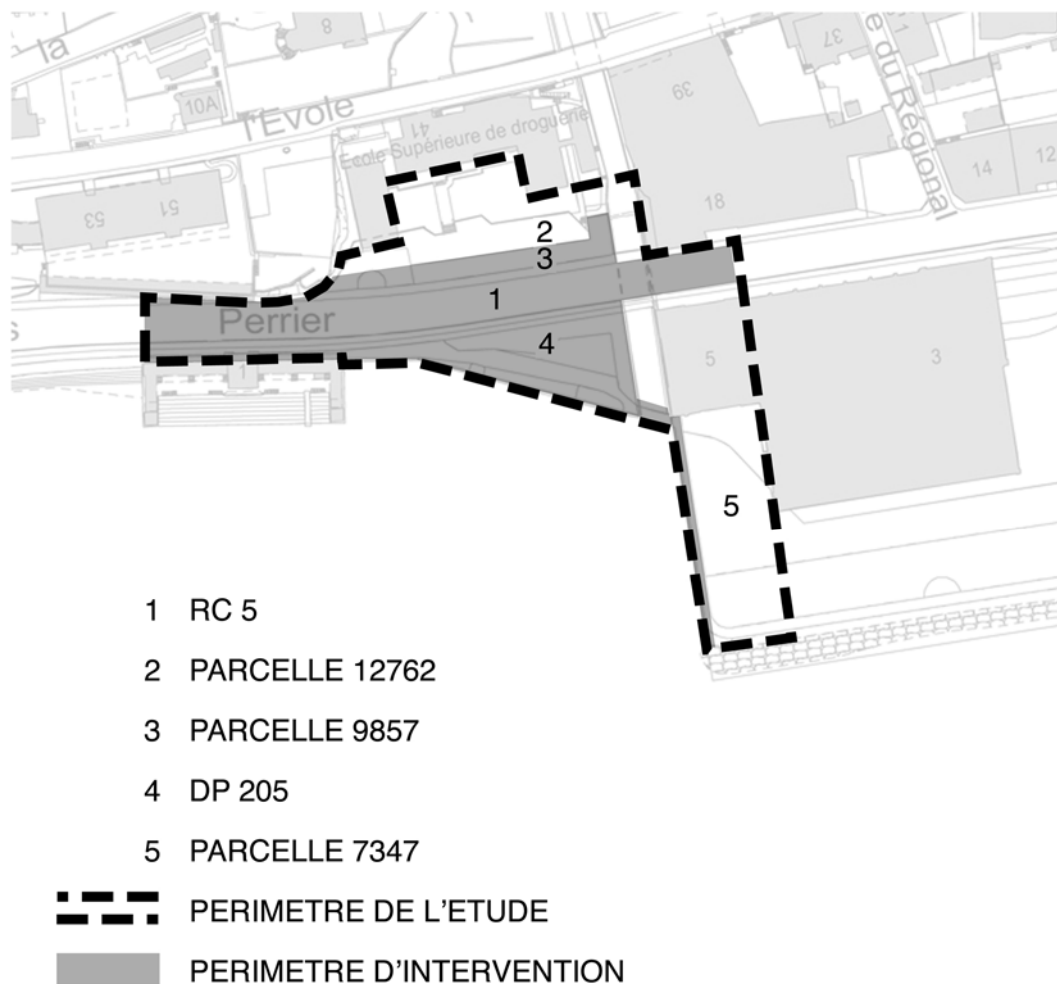 la
8
37
du Régional
10A
l'Evole
39
41
Ecole Supérieure de droguerie
14
12
53
51
18
2
3
1
Perrier
s
4
5
3
1
5
1 RC 5
2 PARCELLE 12762
3 PARCELLE 9857
4 DP 205
5 PARCELLE 7347
PERIMETRE DE L'ETUDE
PERIMETRE D'INTERVENTION